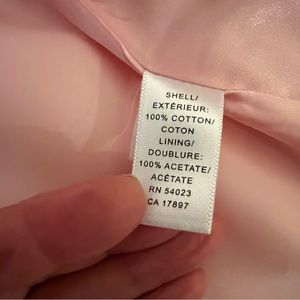 SHELL/
EXTÉRIEUR:
100% COTTON/
COTON
LINING/
DOUBLURE:
100% ACETATE/
ACÉTATE
RN 54023
CA 17897